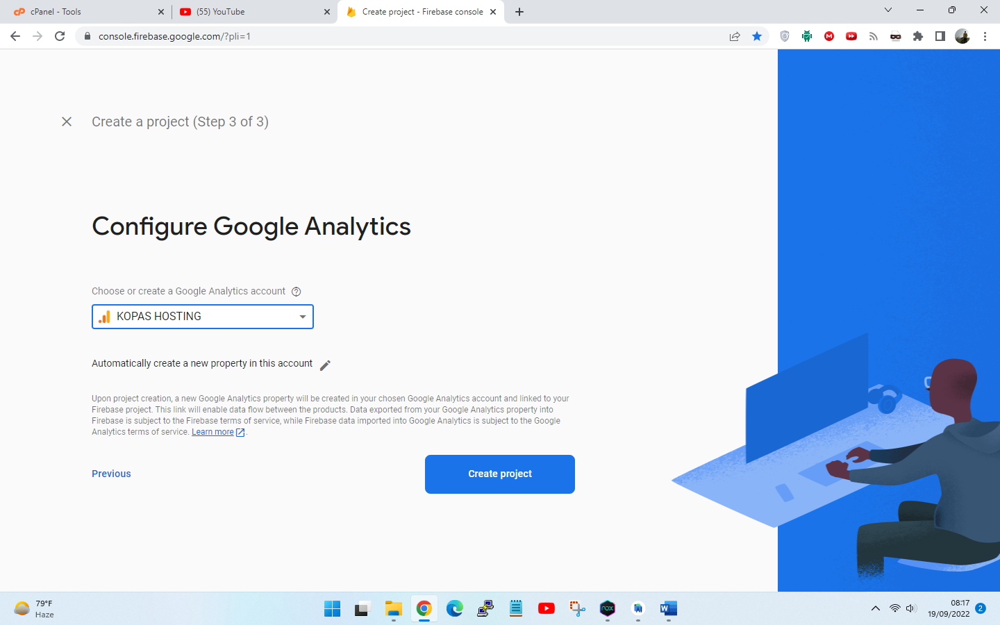 cPanel - Tools
(55) YouTube
Create project - Firebase console
console.firebase.google.com/?pli=1
Create a project (Step 3 of 3)
Configure Google Analytics
Choose or create a Google Analytics account
KOPAS HOSTING
Automatically create a new property in this account
Upon project creation, a new Google Analytics property will be created in your chosen Google Analytics account and linked to your
Firebase project. This link will enable data flow between the products. Data exported from your Google Analytics property into
Firebase is subject to the Firebase terms of service, while Firebase data imported into Google Analytics is subject to the Google
Analytics terms of service. Learn more.
Previous
Create project
79°F
Haze
08:17
19/09/2022
2